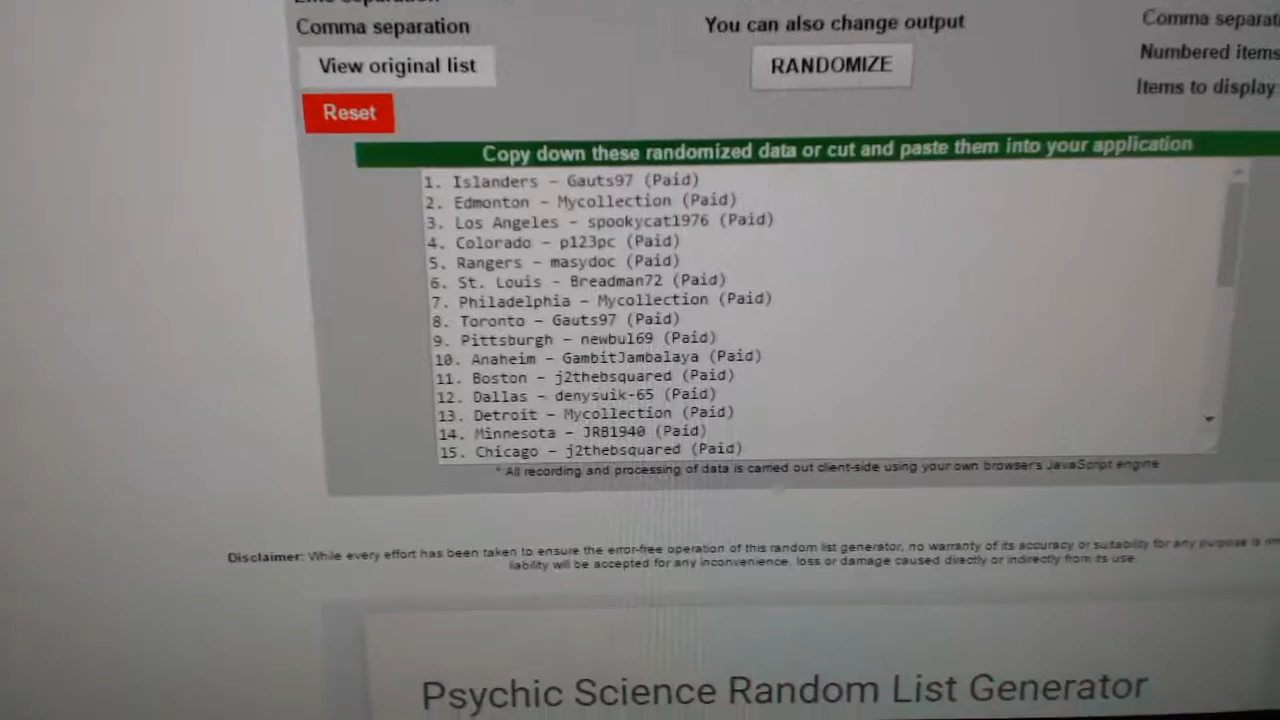 Comma separation
You can also change output
Comma
View original list
RANDOMIZE
Numbered items
Items to display
Reset
Copy down these randomized data or cut and paste them into your application
1. Islanders - Gauts97 (Paid)
2. Edmonton - Mycollection (Paid)
3. Los Angeles - spookycat1976 (Paid)
4. Colorado - p123pc (Paid)
5. Rangers - masydoc (Paid)
6. St. Louis - Breadman72 (Paid)
7. Philadelphia - Mycollection (Paid)
8. Toronto - Gauts97 (Paid)
9. Pittsburgh - newbu169 (Paid)
10. Anaheim - GambitJambalaya (Paid)
11. Boston - j2thebsquared (Paid)
12. Dallas - denysuik-65 (Paid)
13. Detroit - Mycollection (Paid)
14. Minnesota - JRB1940 (Paid)
15. Chicago - j2thebsquared (Paid)
* All recording and processing of data is carried out client-side using your own browser's JavaScript engine
Disclaimer: While every effort has been taken to ensure the error-free operation of this random list generator, no warranty of its accuracy or suitability for any purpose is
liability will be accepted for any inconvenience, loss or damage caused directly or indirectly from its use.
Psychic Science Random List Generator